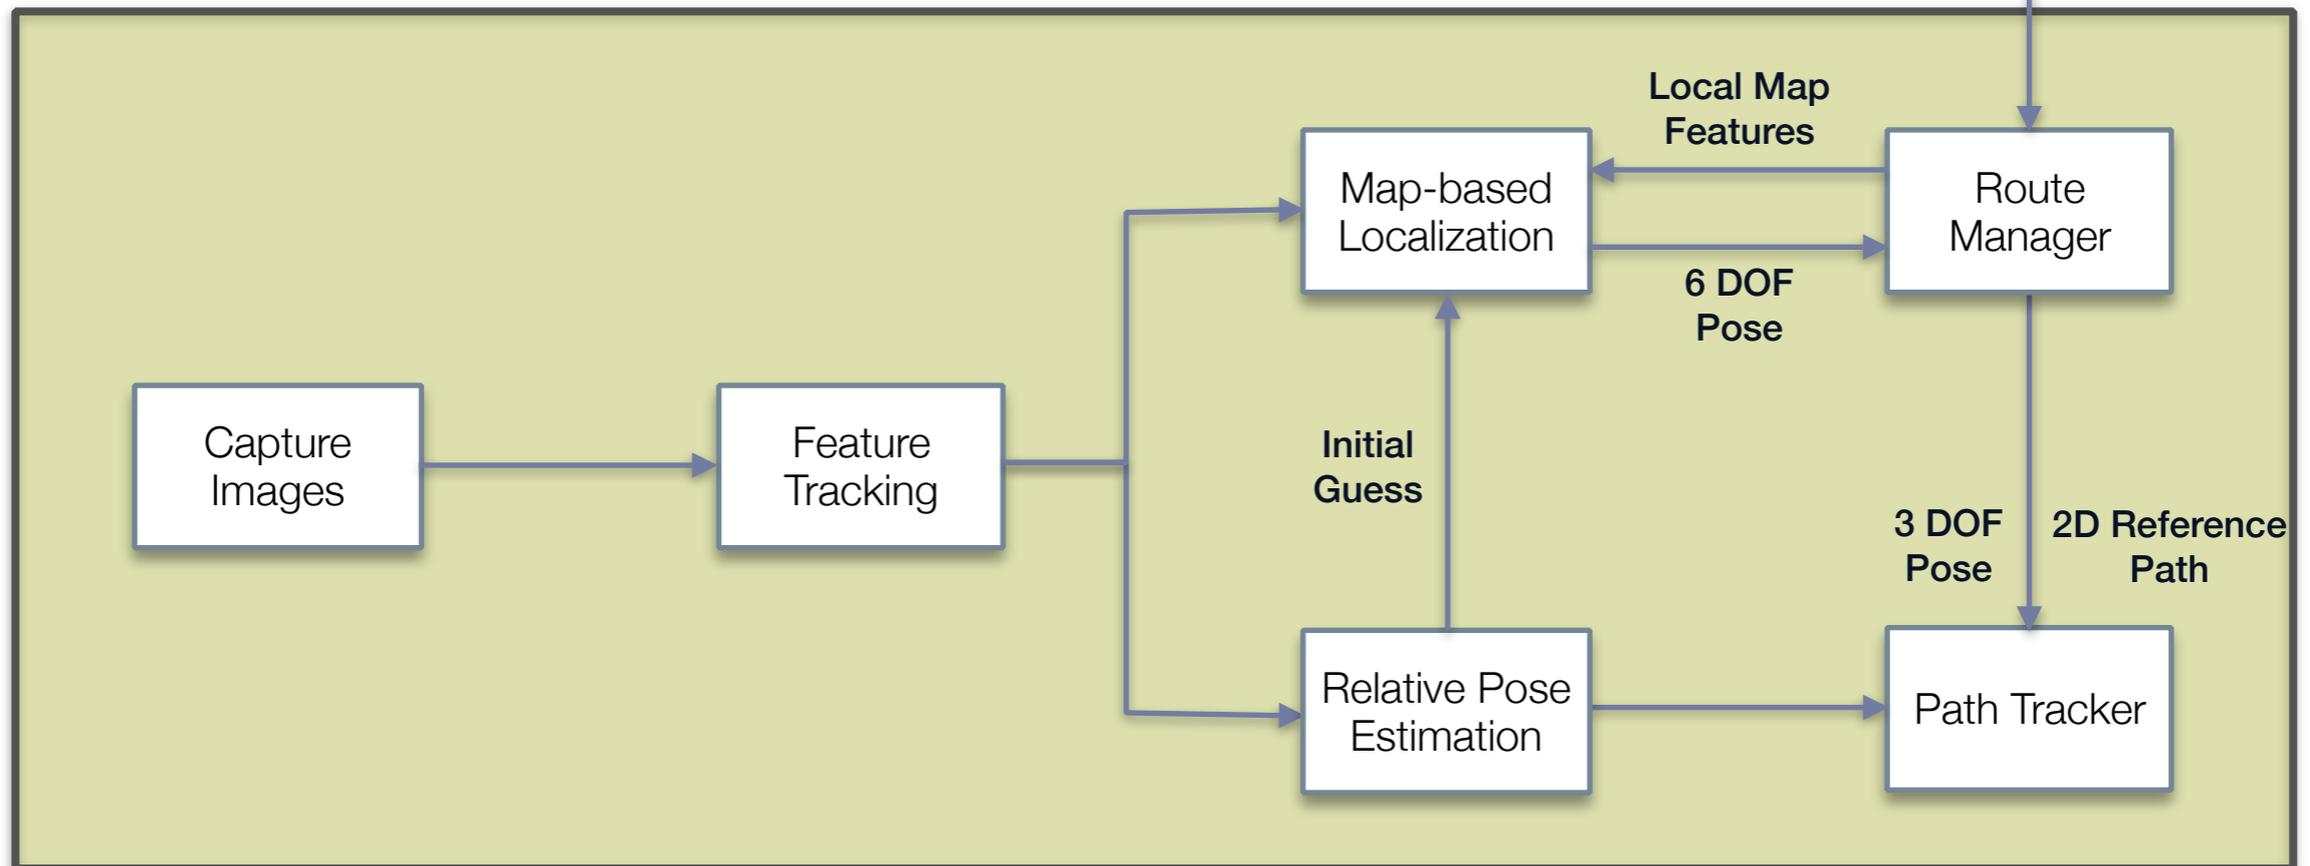 Local Map
Features
Map-based
Localization
Route
Manager
6 DOF
Pose
Capture
Images
Feature
Tracking
Initial
Guess
3 DOF
Pose
2D Reference
Path
Relative Pose
Estimation
Path Tracker